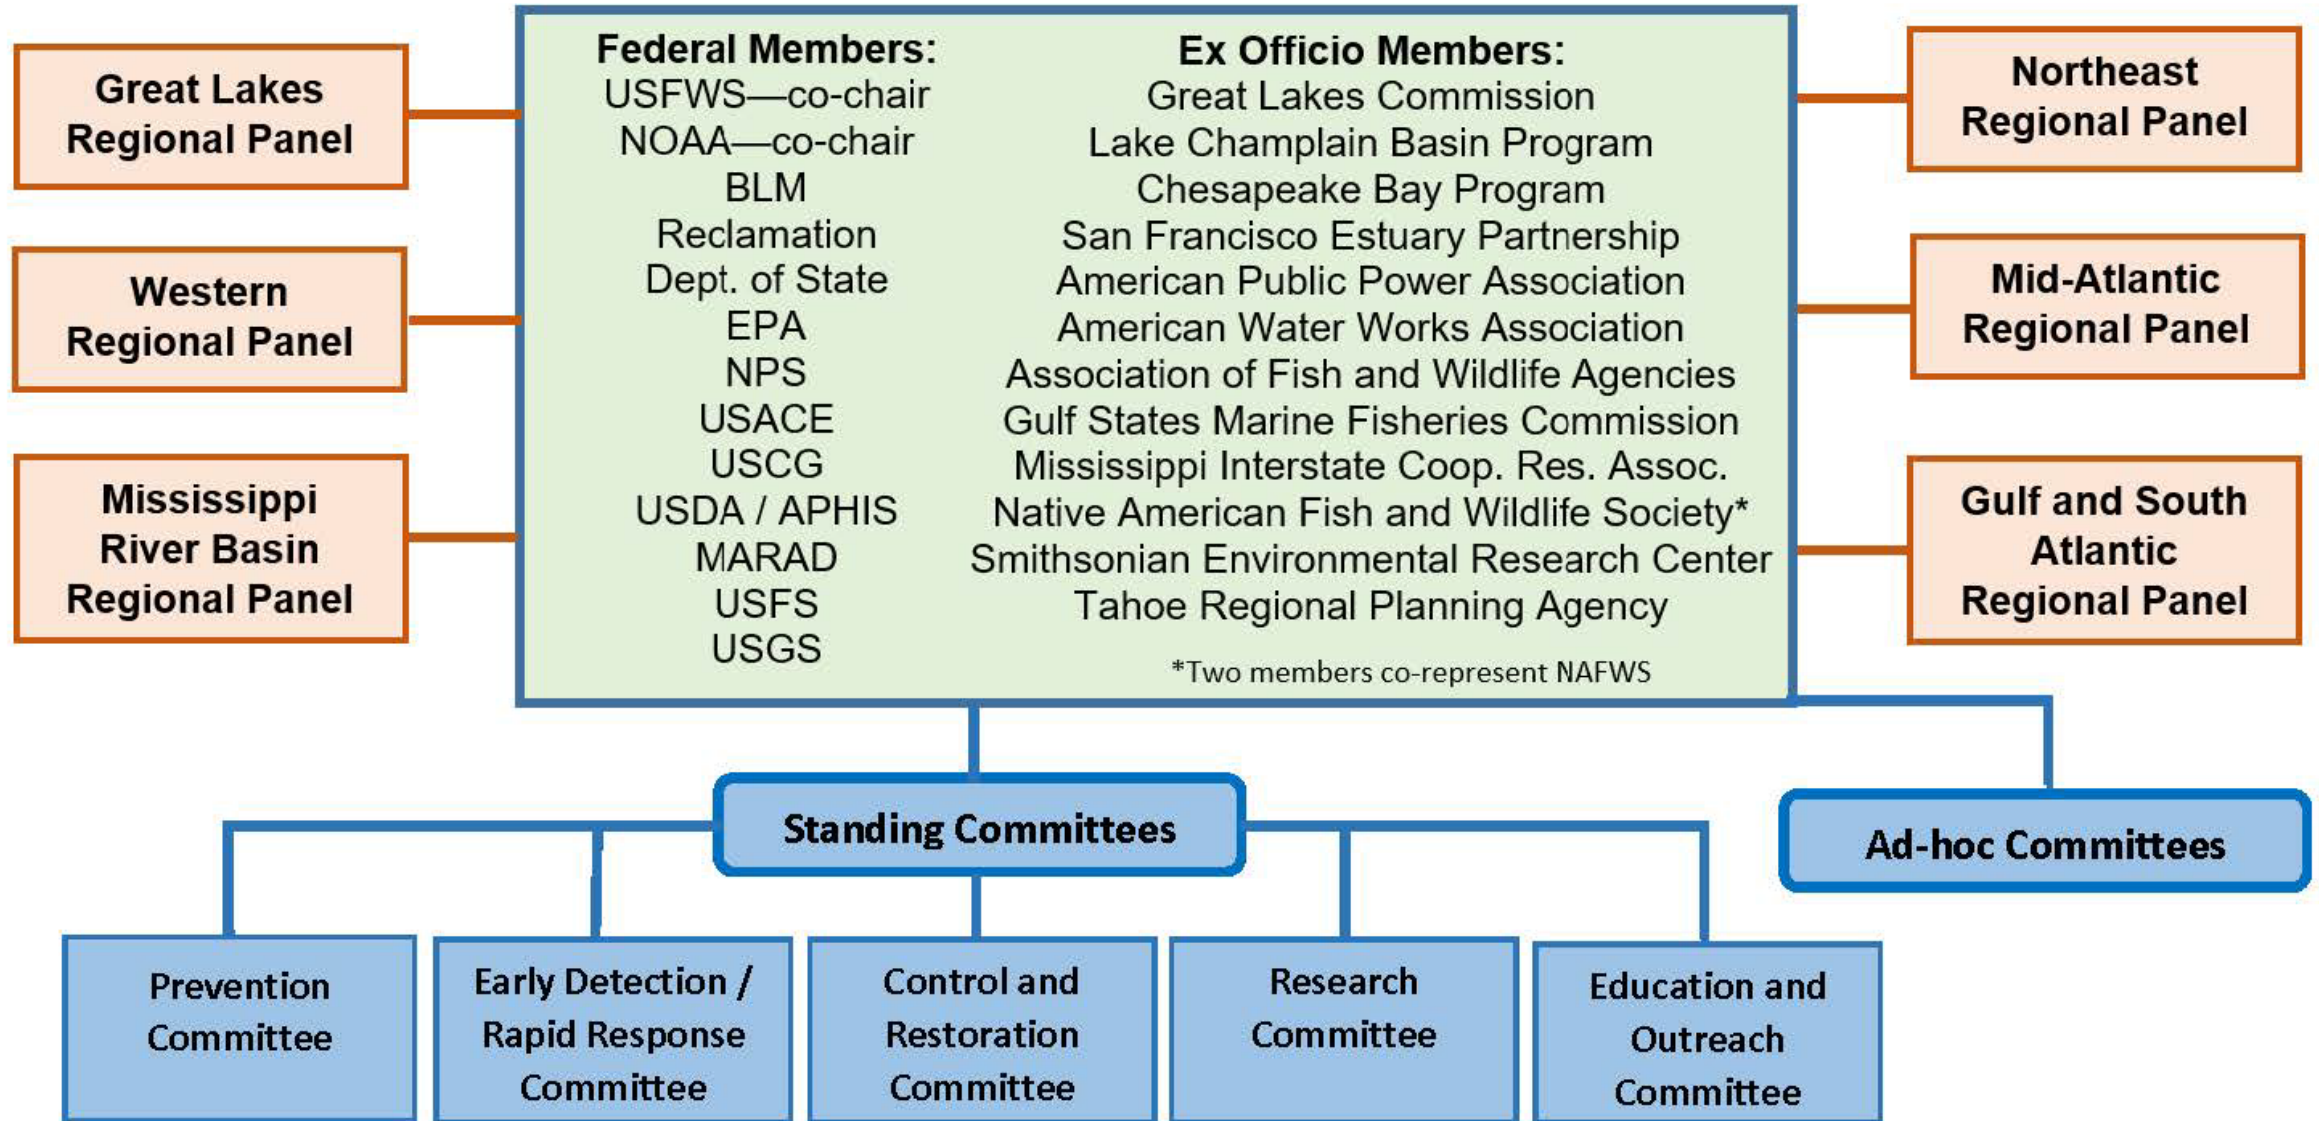 Great Lakes
Regional Panel
Western
Regional Panel
Mississippi
River Basin
Regional Panel
Federal Members:
USFWS—co-chair
NOAA—co-chair
BLM
Reclamation
Dept. of State
EPA
NPS
USACE
USCG
USDA / APHIS
MARAD
USFS
USGS
Ex Officio Members:
Great Lakes Commission
Lake Champlain Basin Program
Chesapeake Bay Program
San Francisco Estuary Partnership
American Public Power Association
American Water Works Association
Association of Fish and Wildlife Agencies
Gulf States Marine Fisheries Commission
Mississippi Interstate Coop. Res. Assoc.
Native American Fish and Wildlife Society*
Smithsonian Environmental Research Center
Tahoe Regional Planning Agency
*Two members co-represent NAFWS
Northeast
Regional Panel
Mid-Atlantic
Regional Panel
Gulf and South
Atlantic
Regional Panel
Standing Committees
Ad-hoc Committees
Prevention
Committee
Early Detection /
Rapid Response
Committee
Control and
Restoration
Committee
Research
Committee
Education and
Outreach
Committee